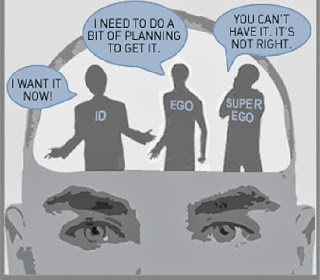 I WANT IT
NOW!
I NEED TO DO A
BIT OF PLANNING
TO GET IT.
YOU CAN'T
HAVE IT. IT'S
NOT RIGHT.
ID
EGO
SUPER
EGO